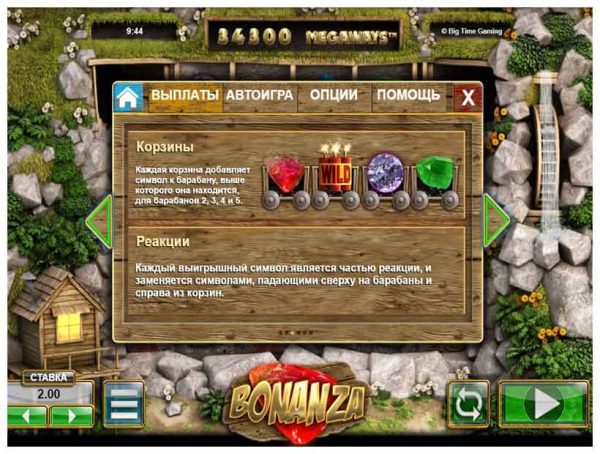 9:44
34300 MEGAWAYS™
© Big Time Gaming
ВЫПЛАТЫ АВТОИГРА ОПЦИИ ПОМОЩЬ X
Корзины
Каждая корзина добавляет
символ к барабану, выше
которого она находится,
для барабанов 2, 3, 4 и 5.
WILD
Реакции
Каждый выигрышный символ является частью реакции, и
заменяется символами, падающими сверху на барабаны и
справа из корзин.
СТАВКА
2.00
BONANZA